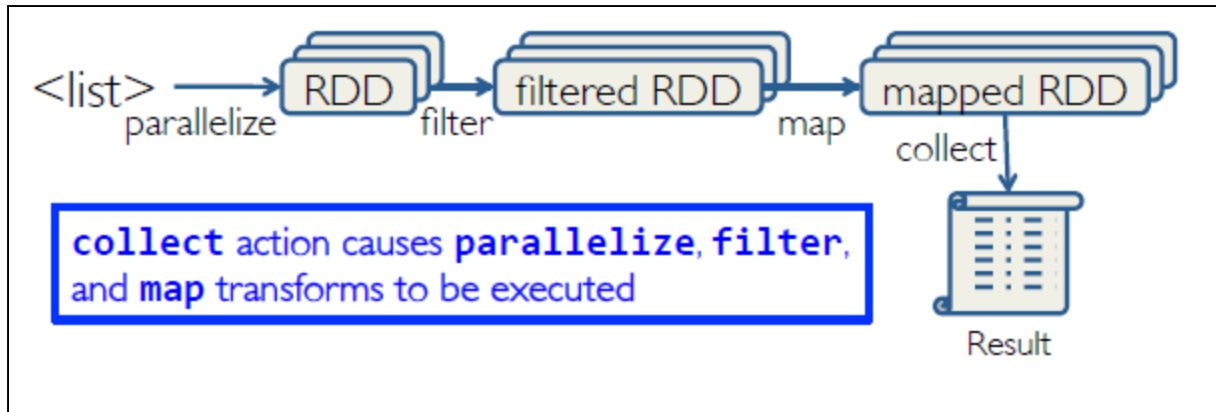 <list> RDD filtered RDD mapped RDD
parallelize filter map
collect
collect action causes parallelize, filter,
and map transforms to be executed
Result